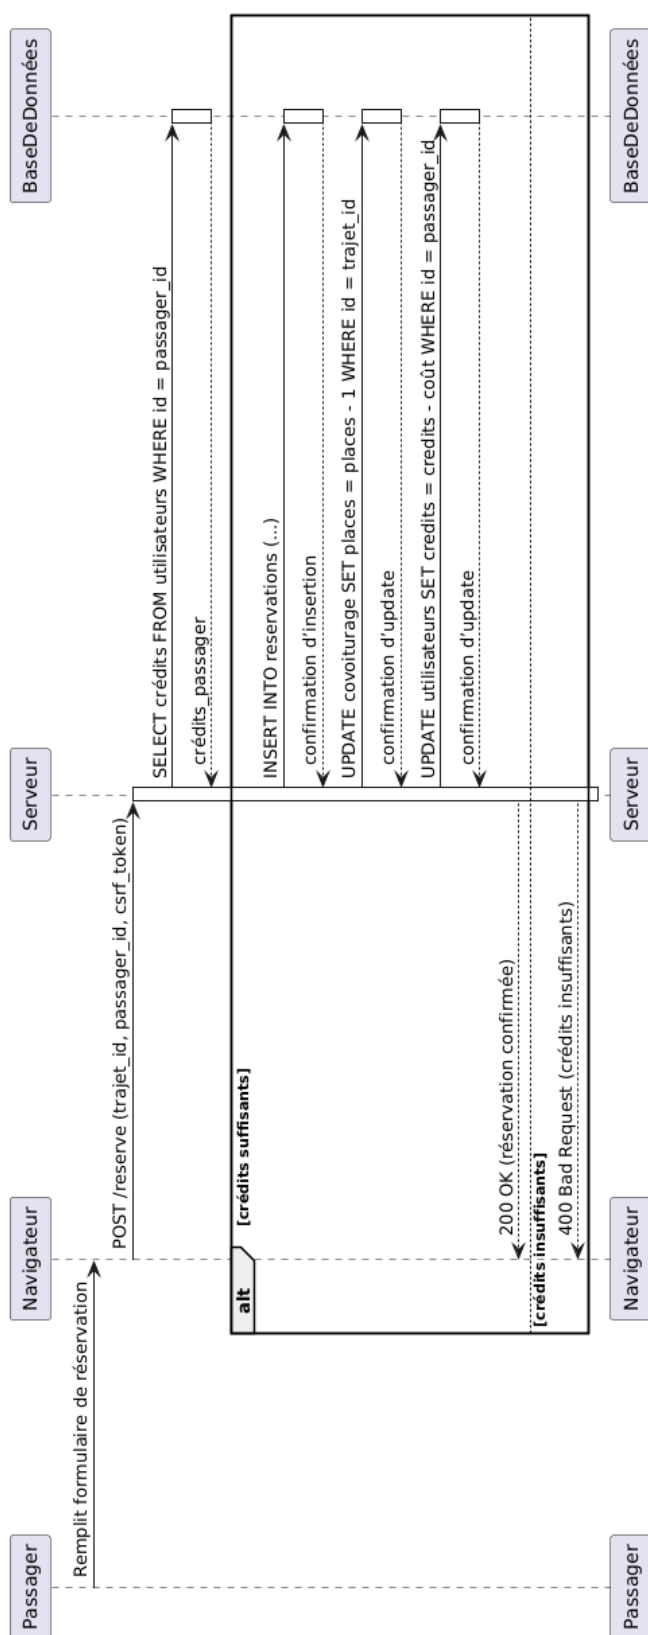 Passager
Navigateur
Serveur
BaseDeDonnées
Remplit formulaire de réservation
POST /reserve (trajet_id, passager_id, csrf_token)
SELECT crédits FROM utilisateurs WHERE id = passager_id
crédits_passager
alt
[crédits suffisants]
INSERT INTO reservations (...)
confirmation d’insertion
UPDATE covoiturage SET places = places - 1 WHERE id = trajet_id
confirmation d’update
UPDATE utilisateurs SET credits = credits - coût WHERE id = passager_id
confirmation d’update
200 OK (réservation confirmée)
[crédits insuffisants]
400 Bad Request (crédits insuffisants)
Passager
Navigateur
Serveur
BaseDeDonnées